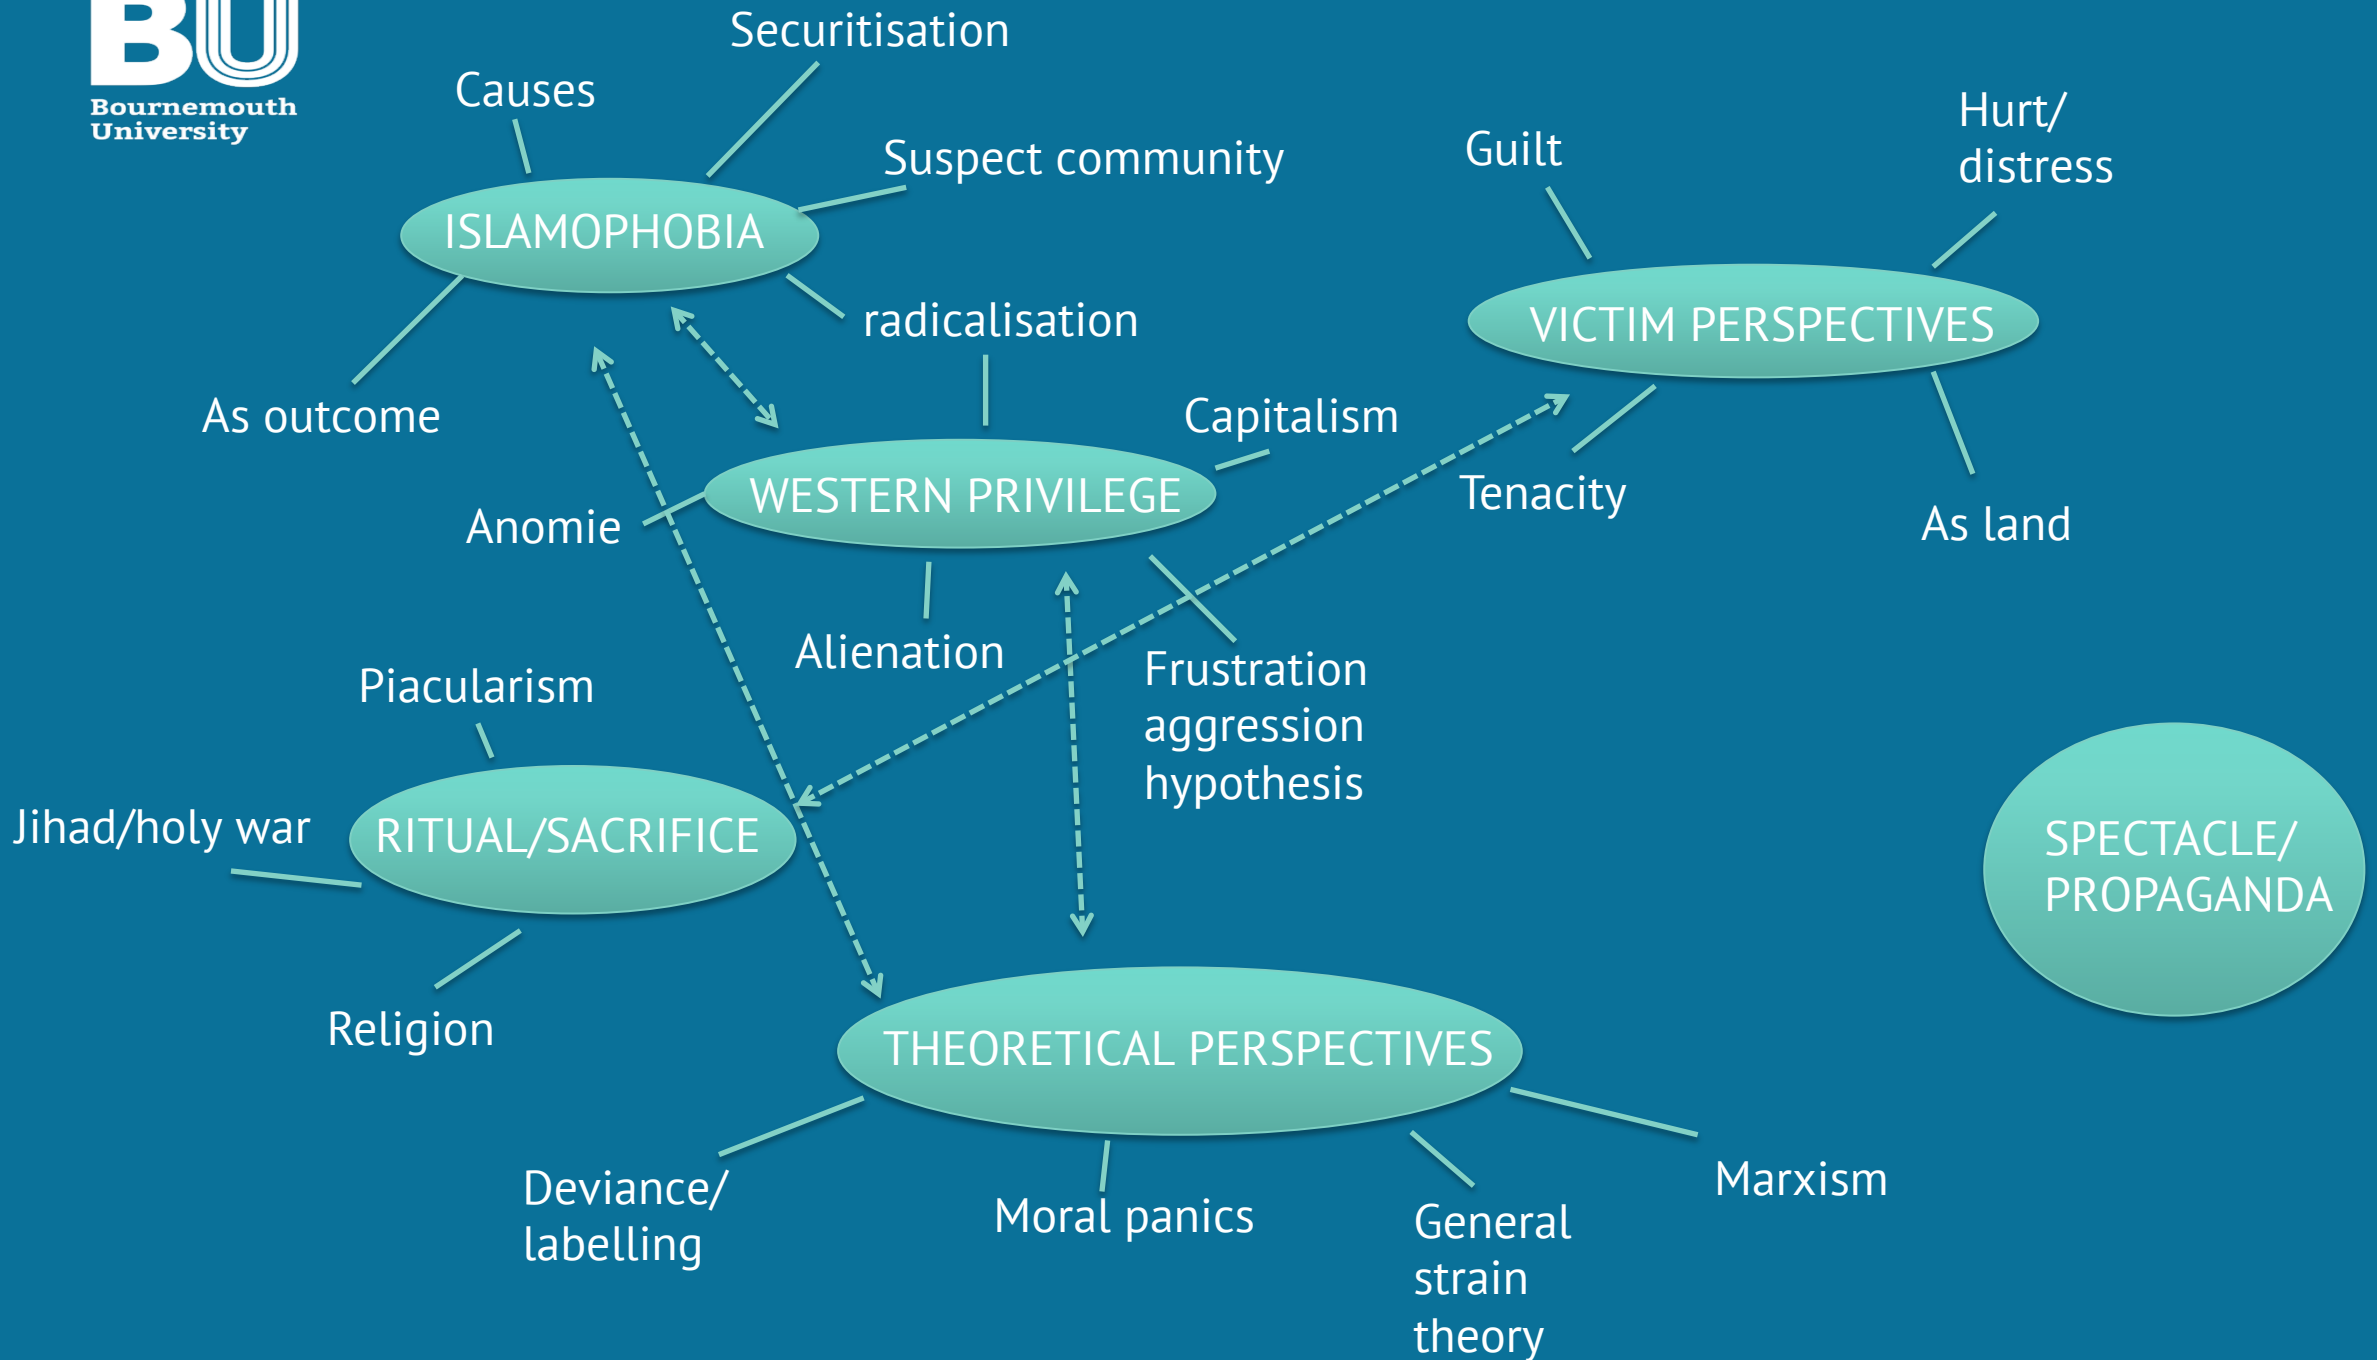 BU
Bournemouth
University
Securitisation
Causes
Suspect community
ISLAMOPHOBIA
radicalisation
As outcome
Guilt
Hurt/
distress
VICTIM PERSPECTIVES
Tenacity
As land
Capitalism
WESTERN PRIVILEGE
Anomie
Alienation
Frustration
aggression
hypothesis
Piacularism
Jihad/holy war
RITUAL/SACRIFICE
Religion
SPECTACLE/
PROPAGANDA
THEORETICAL PERSPECTIVES
Deviance/
labelling
Moral panics
General
strain
theory
Marxism